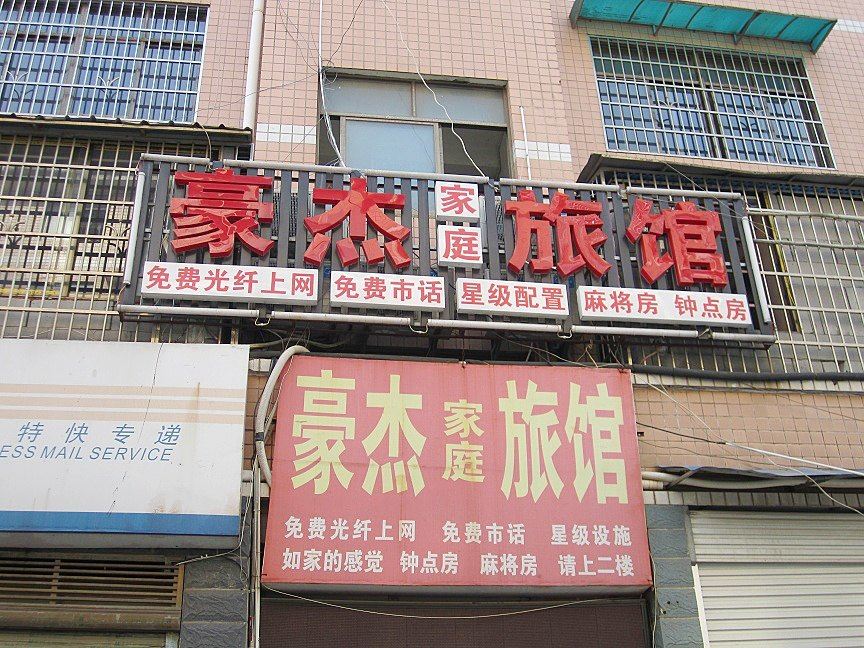 豪杰家庭旅馆
免费光纤上网 免费市话 星级配置 麻将房 钟点房
特快专递
ESS MAIL SERVICE
豪杰家庭旅馆
免费光纤上网 免费市话 星级设施
如家的感觉 钟点房 麻将房 请上二楼